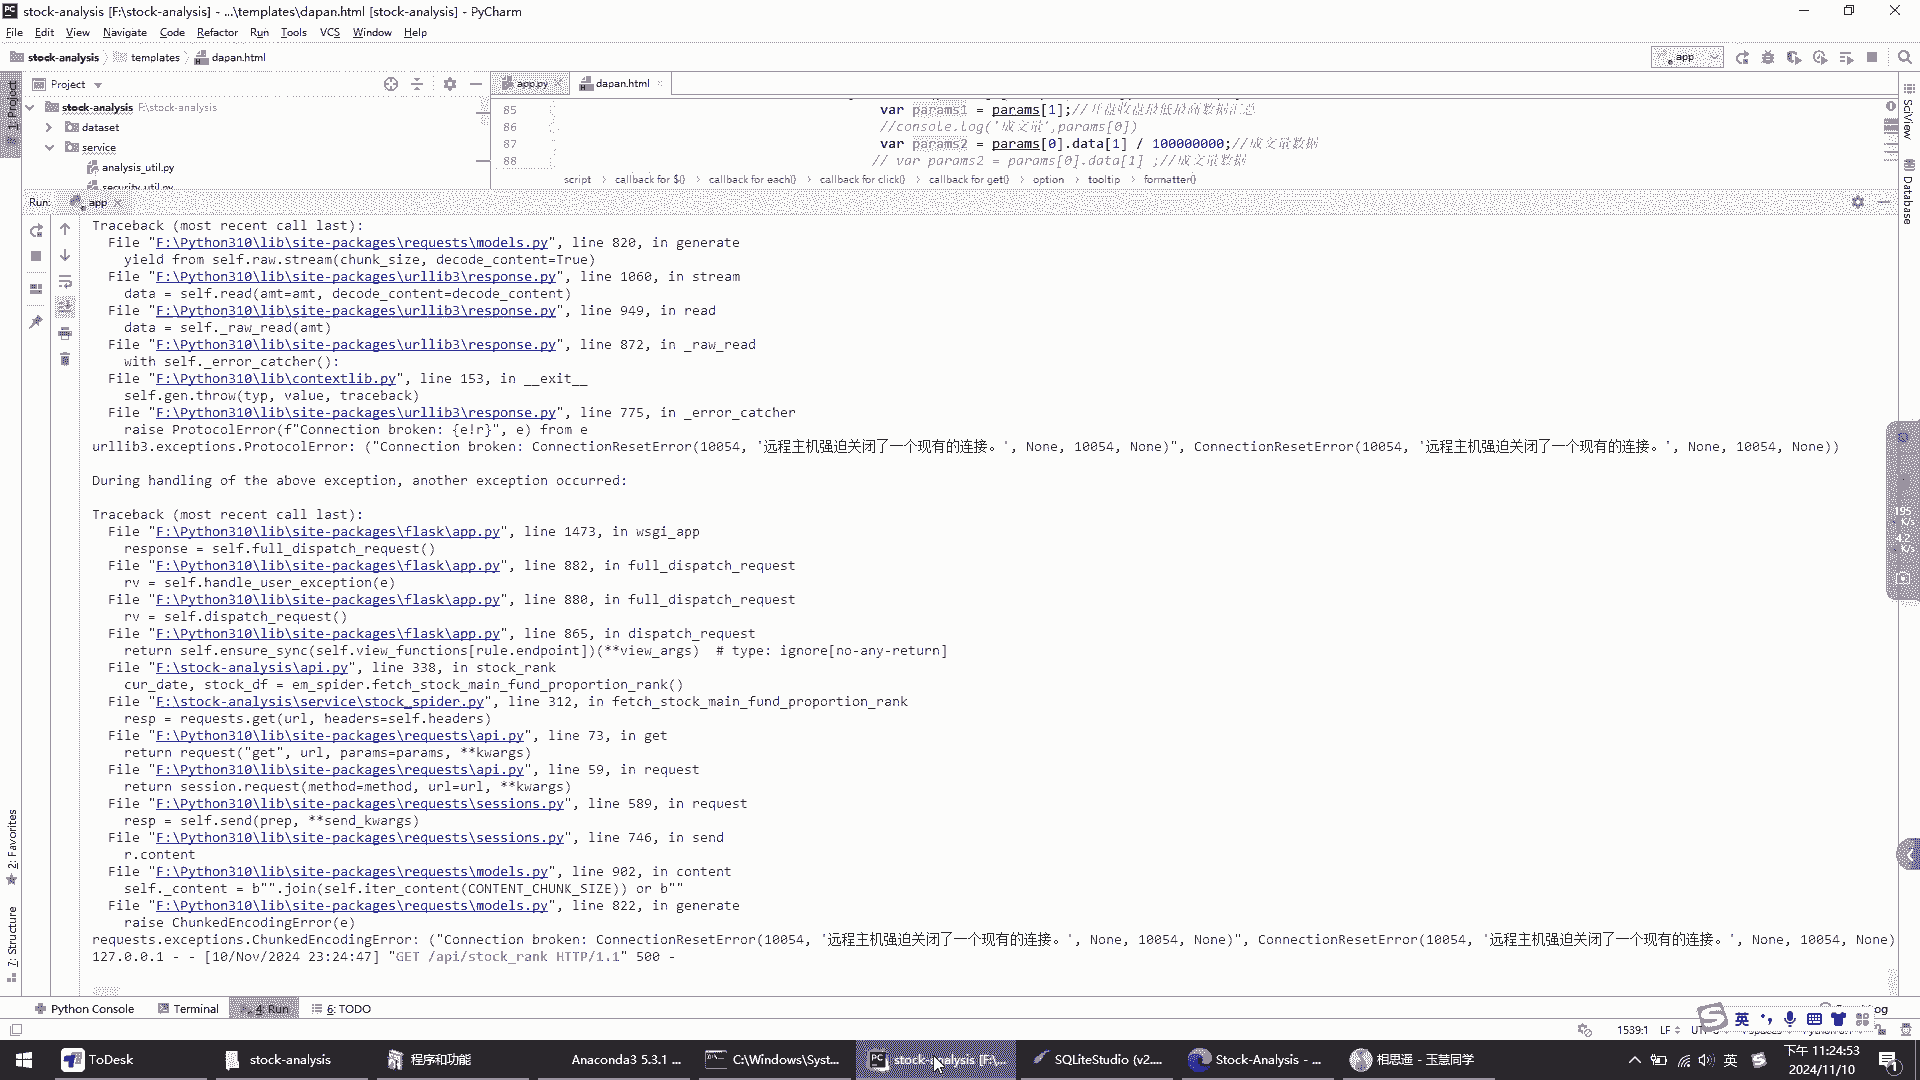 stock-analysis [F:\stock-analysis] - ...\templates\dapan.html [stock-analysis] - PyCharm
File Edit View Navigate Code Refactor Run Tools VCS Window Help
stock-analysis templates dapan.html app
Project
app.py dapan.html
stock-analysis F:\stock-analysis
dataset
service
analysis_util.py
security_util.py
85 var params1 = params[1];//开盘收盘最低最高数据汇总
86 //console.log('成交量',params[0])
87 var params2 = params[0].data[1] / 100000000;//成交量数据
88 // var params2 = params[0].data[1] ;//成交量数据
script callback for $() callback for each() callback for click() callback for get() option tooltip formatter()
1: Project
SciView
Database
Run: app
Traceback (most recent call last):
File "F:\Python310\lib\site-packages\requests\models.py", line 820, in generate
yield from self.raw.stream(chunk_size, decode_content=True)
File "F:\Python310\lib\site-packages\urllib3\response.py", line 1060, in stream
data = self.read(amt=amt, decode_content=decode_content)
File "F:\Python310\lib\site-packages\urllib3\response.py", line 949, in read
data = self._raw_read(amt)
File "F:\Python310\lib\site-packages\urllib3\response.py", line 872, in _raw_read
with self._error_catcher():
File "F:\Python310\lib\contextlib.py", line 153, in __exit__
self.gen.throw(typ, value, traceback)
File "F:\Python310\lib\site-packages\urllib3\response.py", line 775, in _error_catcher
raise ProtocolError(f"Connection broken: {e!r}", e) from e
urllib3.exceptions.ProtocolError: ("Connection broken: ConnectionResetError(10054, '远程主机强迫关闭了一个现有的连接。', None, 10054, None)", ConnectionResetError(10054, '远程主机强迫关闭了一个现有的连接。', None, 10054, None))
During handling of the above exception, another exception occurred:
Traceback (most recent call last):
File "F:\Python310\lib\site-packages\flask\app.py", line 1473, in wsgi_app
response = self.full_dispatch_request()
File "F:\Python310\lib\site-packages\flask\app.py", line 882, in full_dispatch_request
rv = self.handle_user_exception(e)
File "F:\Python310\lib\site-packages\flask\app.py", line 880, in full_dispatch_request
rv = self.dispatch_request()
File "F:\Python310\lib\site-packages\flask\app.py", line 865, in dispatch_request
return self.ensure_sync(self.view_functions[rule.endpoint])(**view_args)  # type: ignore[no-any-return]
File "F:\stock-analysis\api.py", line 338, in stock_rank
cur_date, stock_df = em_spider.fetch_stock_main_fund_proportion_rank()
File "F:\stock-analysis\service\stock_spider.py", line 312, in fetch_stock_main_fund_proportion_rank
resp = requests.get(url, headers=self.headers)
File "F:\Python310\lib\site-packages\requests\api.py", line 73, in get
return request("get", url, params=params, **kwargs)
File "F:\Python310\lib\site-packages\requests\api.py", line 59, in request
return session.request(method=method, url=url, **kwargs)
File "F:\Python310\lib\site-packages\requests\sessions.py", line 589, in request
resp = self.send(prep, **send_kwargs)
File "F:\Python310\lib\site-packages\requests\sessions.py", line 746, in send
r.content
File "F:\Python310\lib\site-packages\requests\models.py", line 902, in content
self._content = b"".join(self.iter_content(CONTENT_CHUNK_SIZE)) or b""
File "F:\Python310\lib\site-packages\requests\models.py", line 822, in generate
raise ChunkedEncodingError(e)
requests.exceptions.ChunkedEncodingError: ("Connection broken: ConnectionResetError(10054, '远程主机强迫关闭了一个现有的连接。', None, 10054, None)", ConnectionResetError(10054, '远程主机强迫关闭了一个现有的连接。', None, 10054, None)
127.0.0.1 - - [10/Nov/2024 23:24:47] "GET /api/stock_rank HTTP/1.1" 500 -
195
K/s
4.2
K/s
2: Favorites
7: Structure
Python Console Terminal 4: Run 6: TODO
英
1539:1 LF
ToDesk stock-analysis 程序和功能 Anaconda3 5.3.1 ... C:\Windows\Syst... stock-analysis [F:\... SQLiteStudio (v2.... Stock-Analysis - ... 相思遥 - 玉慧同学 英
下午 11:24:53
2024/11/10
1